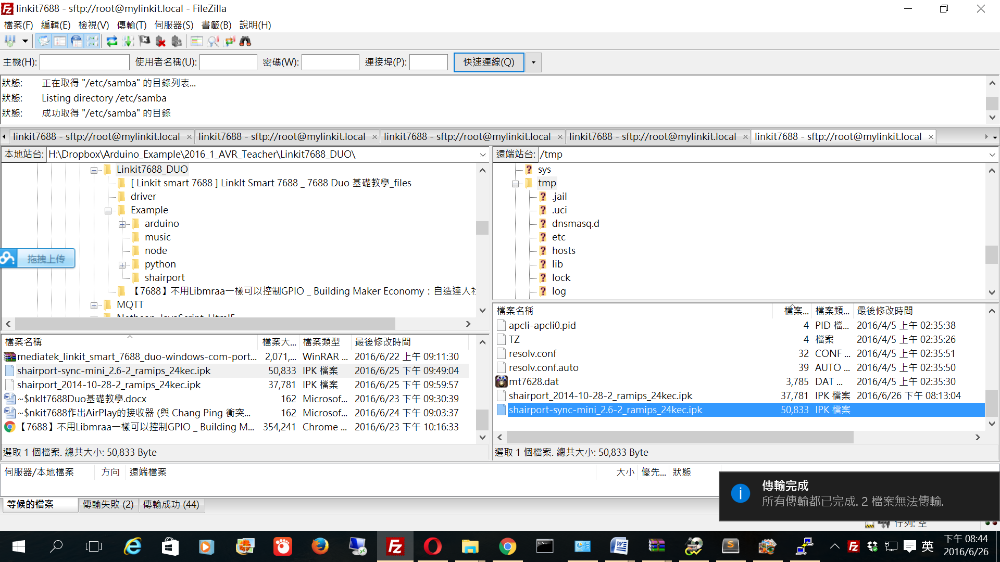 linkit7688 - sftp://root@mylinkit.local - FileZilla
檔案(F) 編輯(E) 檢視(V) 傳輸(T) 伺服器(S) 書籤(B) 說明(H)
主機(H): 使用者名稱(U): 密碼(W): 連接埠(P): 快速連線(Q)
狀態: 正在取得 "/etc/samba" 的目錄列表...
狀態: Listing directory /etc/samba
狀態: 成功取得 "/etc/samba" 的目錄
linkit7688 - sftp://root@mylinkit.local × linkit7688 - sftp://root@mylinkit.local × linkit7688 - sftp://root@mylinkit.local × linkit7688 - sftp://root@mylinkit.local × linkit7688 - sftp://root@mylinkit.local ×
本地站台: H:\Dropbox\Arduino_Example\2016_1_AVR_Teacher\Linkit7688_DUO\
Linkit7688_DUO
[ Linkit smart 7688 ] LinkIt Smart 7688 _ 7688 Duo 基礎教學_files
driver
Example
arduino
music
node
python
shairport
【7688】不用Libmraa一樣可以控制GPIO _ Building Maker Economy：自造達人社
MQTT
拖拽上传
檔案名稱 檔案大... 檔案類型 最後修改時間
mediatek_linkit_smart_7688_duo-windows-com-port... 2,071,... WinRAR ... 2016/6/22 上午 09:11:30
shairport-sync-mini_2.6-2_ramips_24kec.ipk 50,833 IPK 檔案 2016/6/25 下午 09:49:04
shairport_2014-10-28-2_ramips_24kec.ipk 37,781 IPK 檔案 2016/6/25 下午 09:59:57
~$nkIt7688Duo基礎教學.docx 162 Microsof... 2016/6/23 下午 09:30:39
~$nkit7688作出AirPlay的接收器 (與 Chang Ping 衝突... 162 Microsof... 2016/6/24 下午 09:03:37
【7688】不用Libmraa一樣可以控制GPIO _ Building M... 354,241 Chrome ... 2016/6/23 下午 10:16:33
選取 1 個檔案. 總共大小: 50,833 Byte
遠端站台: /tmp
sys
tmp
.jail
.uci
dnsmasq.d
etc
hosts
lib
lock
log
檔案名稱 檔案... 檔案類... 最後修改時間
apcli-apcli0.pid 4 PID 檔... 2016/4/5 上午 02:35:38
TZ 4 檔案 2016/4/5 上午 02:35:26
resolv.conf 32 CONF ... 2016/4/5 上午 02:35:51
resolv.conf.auto 39 AUTO ... 2016/4/5 上午 02:35:50
mt7628.dat 3,785 DAT ... 2016/4/5 上午 02:35:30
shairport_2014-10-28-2_ramips_24kec.ipk 37,781 IPK 檔案 2016/6/26 下午 08:13:04
shairport-sync-mini_2.6-2_ramips_24kec.ipk 50,833 IPK 檔案
選取 1 個檔案. 總共大小: 50,833 Byte
伺服器/本地檔案 方向 遠端檔案 大小 優先... 狀態
等候的檔案 傳輸失敗 (2) 傳輸成功 (44)
傳輸完成
所有傳輸都已完成. 2 檔案無法傳輸.
佇列: 空
英
下午 08:44
2016/6/26